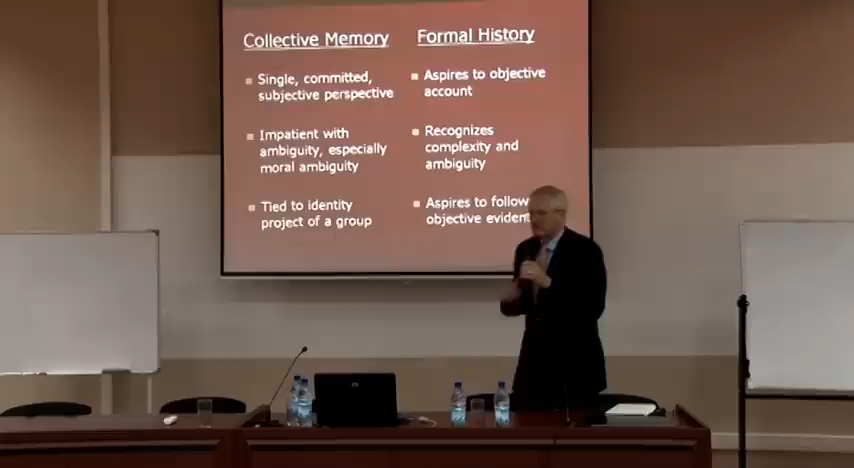 Collective Memory
Single, committed,
subjective perspective
Impatient with
ambiguity, especially
moral ambiguity
Tied to identity
project of a group
Formal History
Aspires to objective
account
Recognizes
complexity and
ambiguity
Aspires to follow
objective